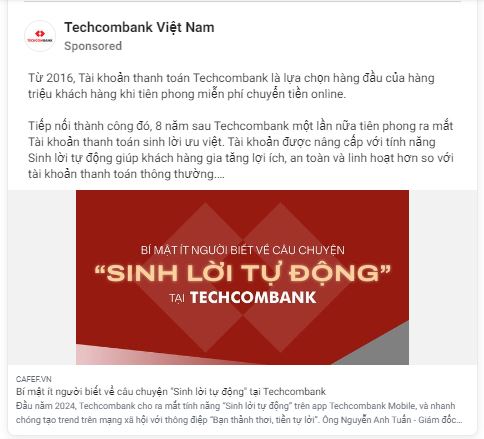 Techcombank Việt Nam
TECHCOMBANK
Sponsored
Từ 2016, Tài khoản thanh toán Techcombank là lựa chọn hàng đầu của hàng
triệu khách hàng khi tiên phong miễn phí chuyển tiền online.
Tiếp nối thành công đó, 8 năm sau Techcombank một lần nữa tiên phong ra mắt
Tài khoản thanh toán sinh lời ưu việt. Tài khoản được nâng cấp với tính năng
Sinh lời tự động giúp khách hàng gia tăng lợi ích, an toàn và linh hoạt hơn so với
tài khoản thanh toán thông thường....
BÍ MẬT ÍT NGƯỜI BIẾT VỀ CÂU CHUYỆN
“SINH LỜI TỰ ĐỘNG”
TẠI TECHCOMBANK
CAFEF.VN
Bí mật ít người biết về câu chuyện "Sinh lời tự động" tại Techcombank
Đầu năm 2024, Techcombank cho ra mắt tính năng “Sinh lời tự động” trên app Techcombank Mobile, và nhanh
chóng tạo trend trên mạng xã hội với thông điệp “Bạn thảnh thơi, tiền tự lời”. Ông Nguyễn Anh Tuấn - Giám đốc...